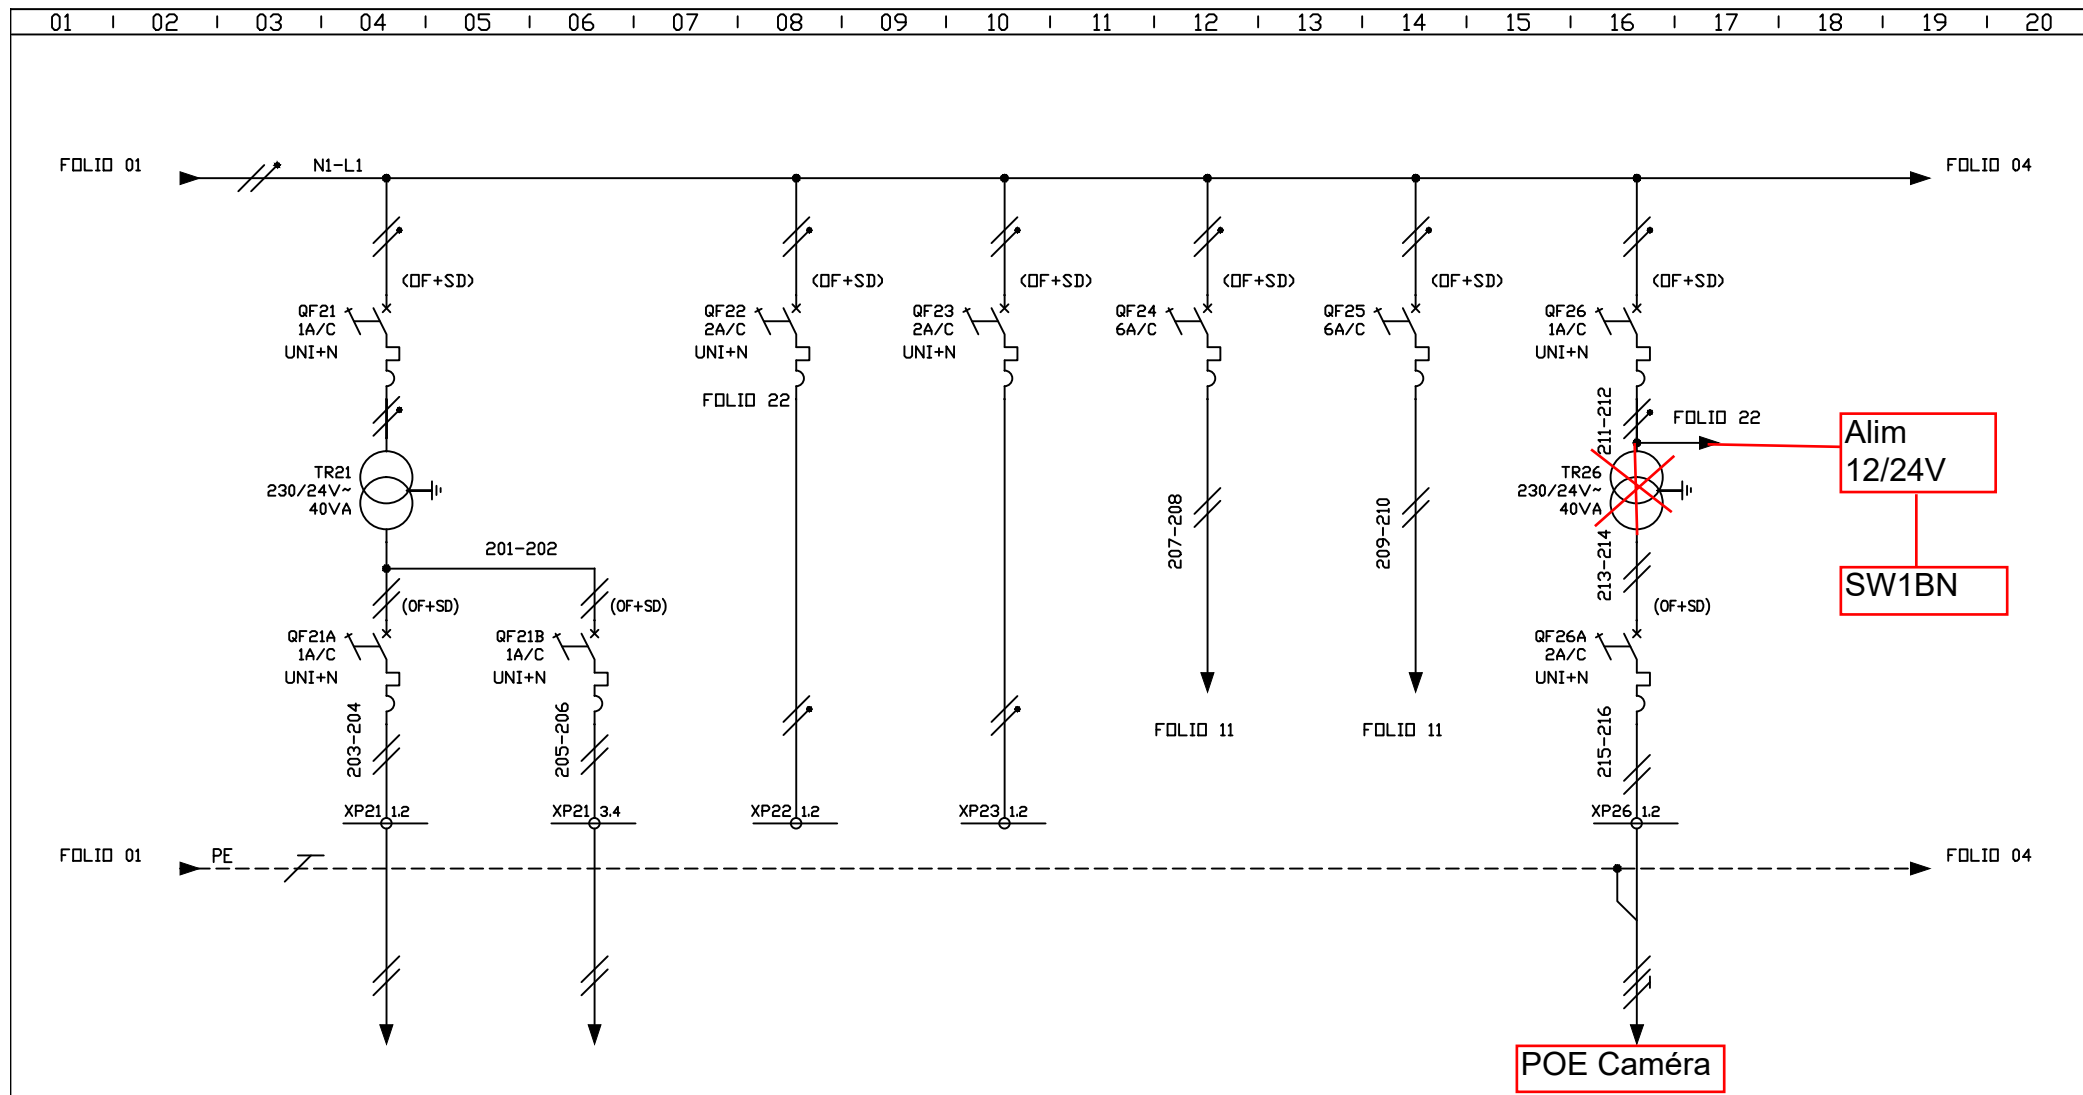 01 02 03 04 05 06 07 08 09 10 11 12 13 14 15 16 17 18 19 20
FOLIO 01
N1-L1
FOLIO 04
(OF+SD)
(OF+SD)
(OF+SD)
(OF+SD)
(OF+SD)
(OF+SD)
QF21
1A/C
UNI+N
QF22
2A/C
UNI+N
QF23
2A/C
UNI+N
QF24
6A/C
QF25
6A/C
QF26
1A/C
UNI+N
FOLIO 22
211-212
FOLIO 22
Alim
12/24V
TR21
230/24V~
40VA
TR26
230/24V~
40VA
201-202
207-208
209-210
213-214
SW1BN
(OF+SD)
(OF+SD)
(OF+SD)
QF21A
1A/C
UNI+N
QF21B
1A/C
UNI+N
QF26A
2A/C
UNI+N
203-204
205-206
FOLIO 11
FOLIO 11
215-216
XP21 1.2
XP21 3.4
XP22 1.2
XP23 1.2
XP26 1.2
FOLIO 01
PE
FOLIO 04
POE Caméra